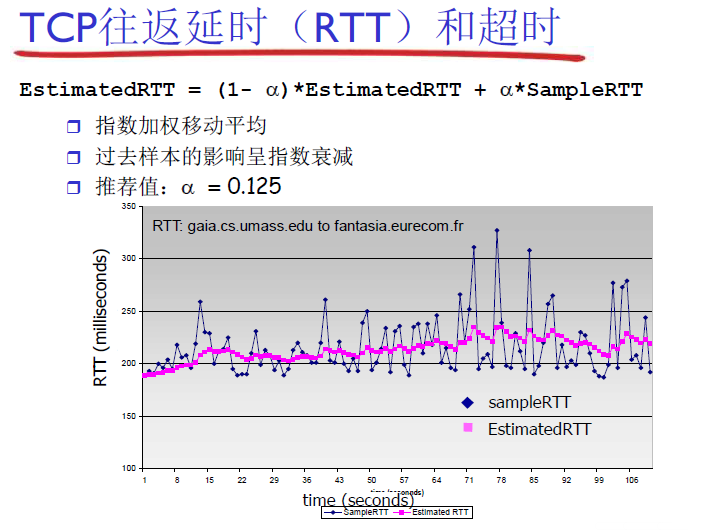 TCP往返延时（RTT）和超时
EstimatedRTT = (1- α)*EstimatedRTT + α*SampleRTT
指数加权移动平均
过去样本的影响呈指数衰减
推荐值：α = 0.125
RTT: gaia.cs.umass.edu to fantasia.eurecom.fr
RTT (milliseconds)
350
300
250
200
150
100
sampleRTT
EstimatedRTT
1 8 15 22 29 36 43 50 57 64 71 78 85 92 99 106
time (seconds)
SampleRTT Estimated RTT